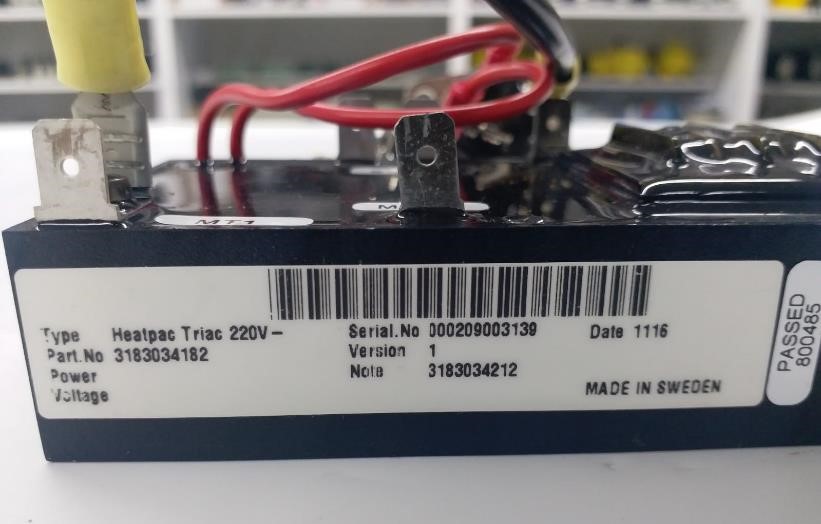 MT1
Type Heatpac Triac 220V- Serial.No 000209003139 Date 1116
Part.No 3183034182 Version 1
Power Note 3183034212
Voltage MADE IN SWEDEN
PASSED
800485